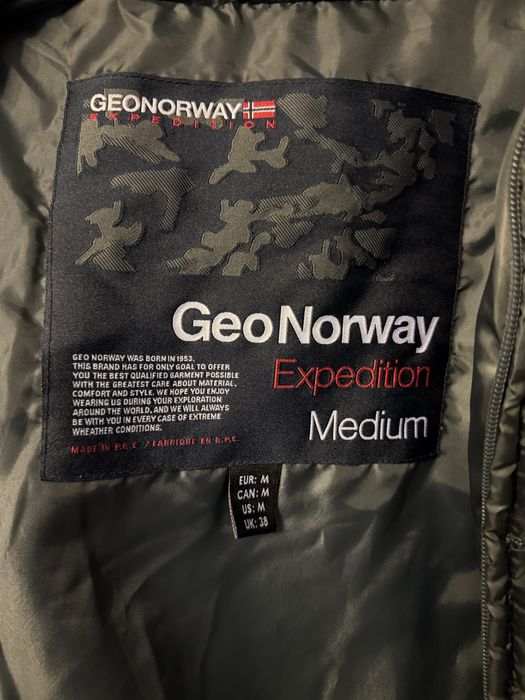 GEONORWAY
EXPEDITION
Geo Norway
Expedition
Medium
GEO NORWAY WAS BORN IN 1953.
THIS BRAND HAS FOR ONLY GOAL TO OFFER
YOU THE BEST QUALIFIED GARMENT POSSIBLE
WITH THE GREATEST CARE ABOUT MATERIAL,
COMFORT AND STYLE. WE HOPE YOU ENJOY
WEARING US DURING YOUR EXPLORATION
AROUND THE WORLD, AND WE WILL ALWAYS
BE WITH YOU IN EVERY CASE OF EXTREME
WHEATHER CONDITIONS.
MADE IN P.R.C / FABRIQUE EN R.P.C.
EUR: M
CAN: M
US: M
UK: 38